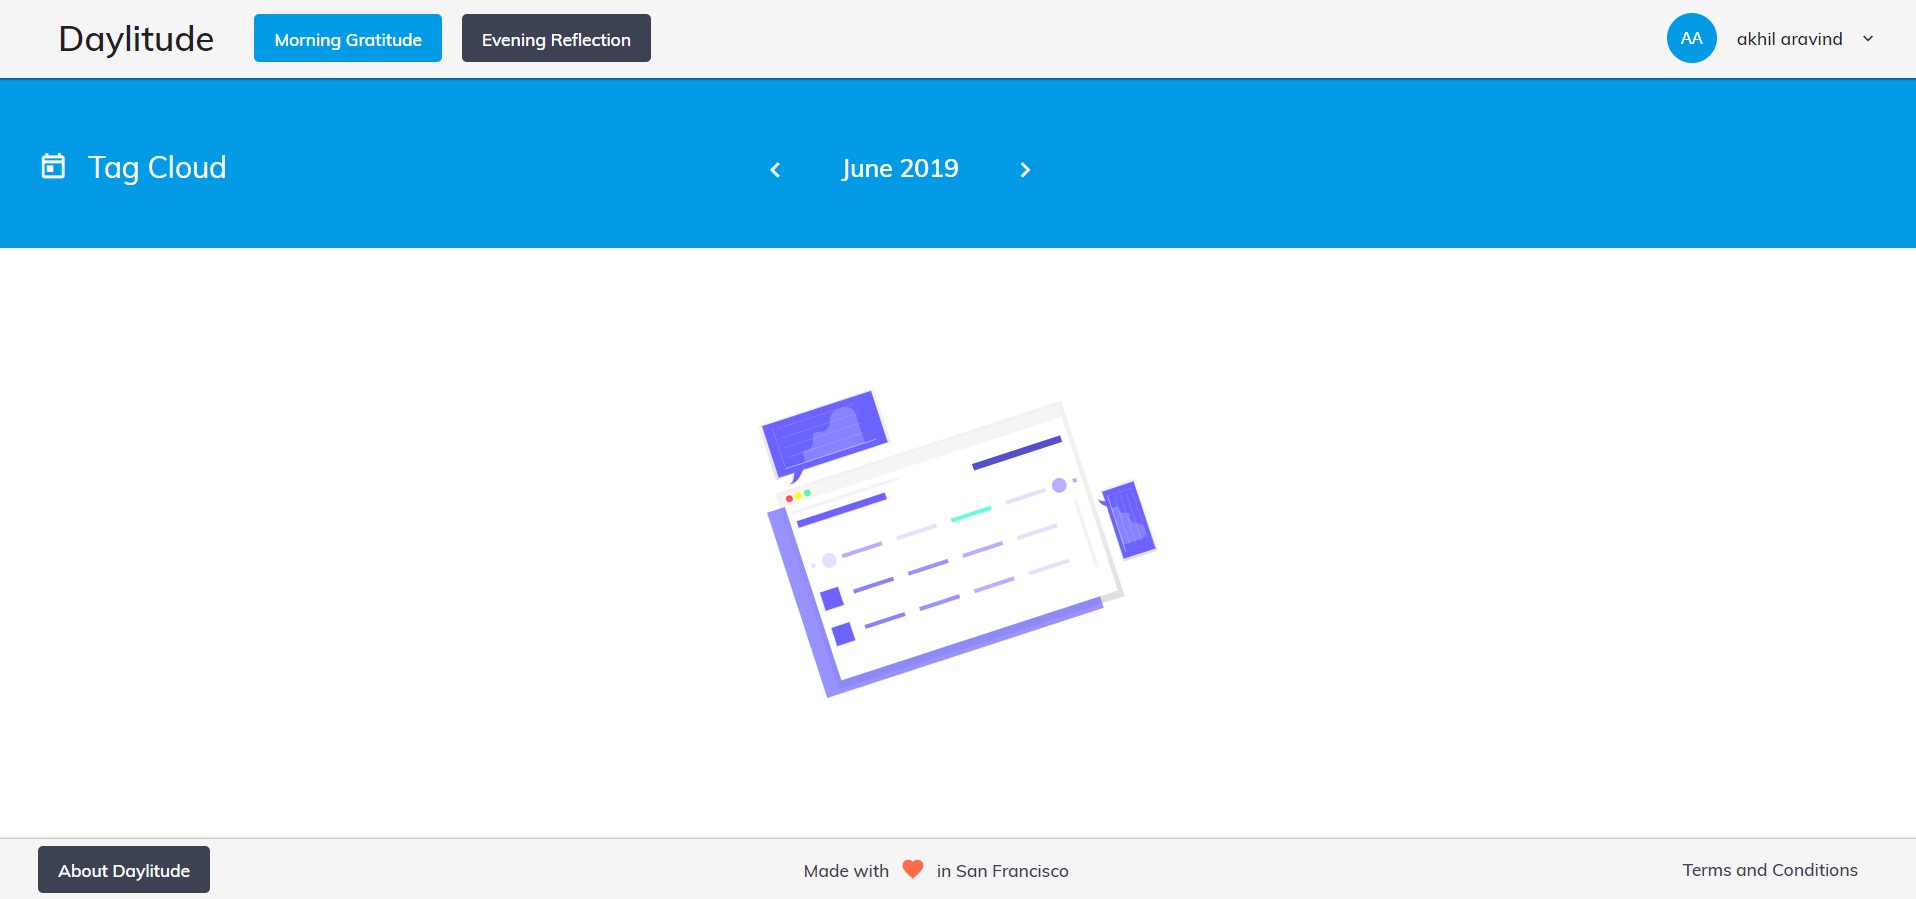 Daylitude
Morning Gratitude
Evening Reflection
AA
akhil aravind
Tag Cloud
June 2019
About Daylitude
Made with
in San Francisco
Terms and Conditions